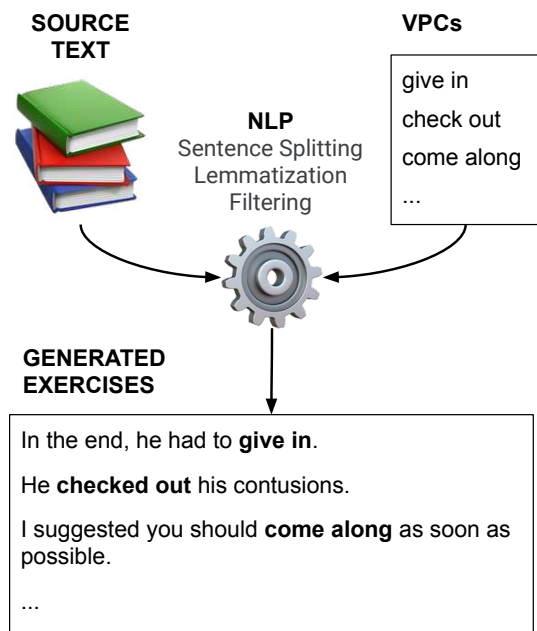 SOURCE
TEXT
VPCs
give in
check out
come along
...
NLP
Sentence Splitting
Lemmatization
Filtering
GENERATED
EXERCISES
In the end, he had to give in.
He checked out his contusions.
I suggested you should come along as soon as
possible.
...